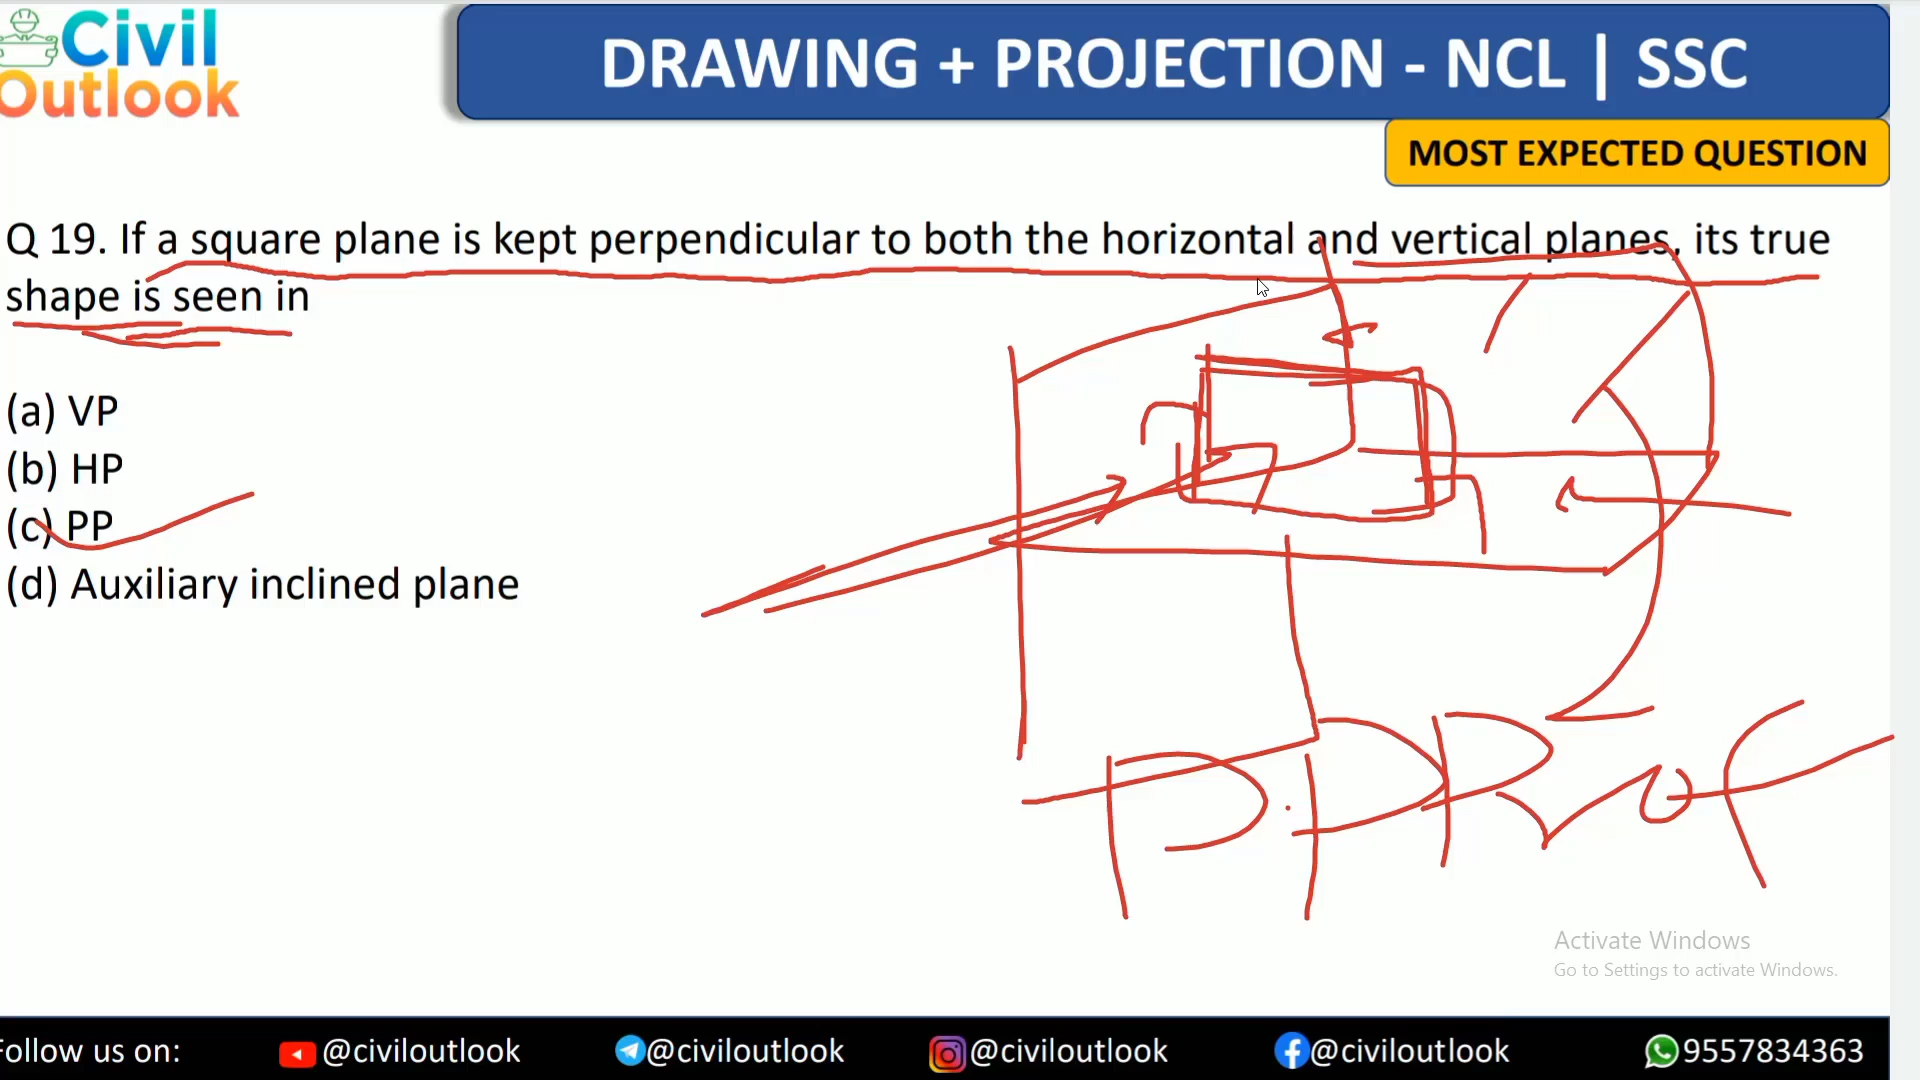 Civil
Outlook
DRAWING + PROJECTION - NCL | SSC
MOST EXPECTED QUESTION
Q 19. If a square plane is kept perpendicular to both the horizontal and vertical planes, its true
shape is seen in
(a) VP
(b) HP
(c) PP
(d) Auxiliary inclined plane
Activate Windows
Go to Settings to activate Windows.
Follow us on: @civiloutlook @civiloutlook @civiloutlook @civiloutlook 9557834363